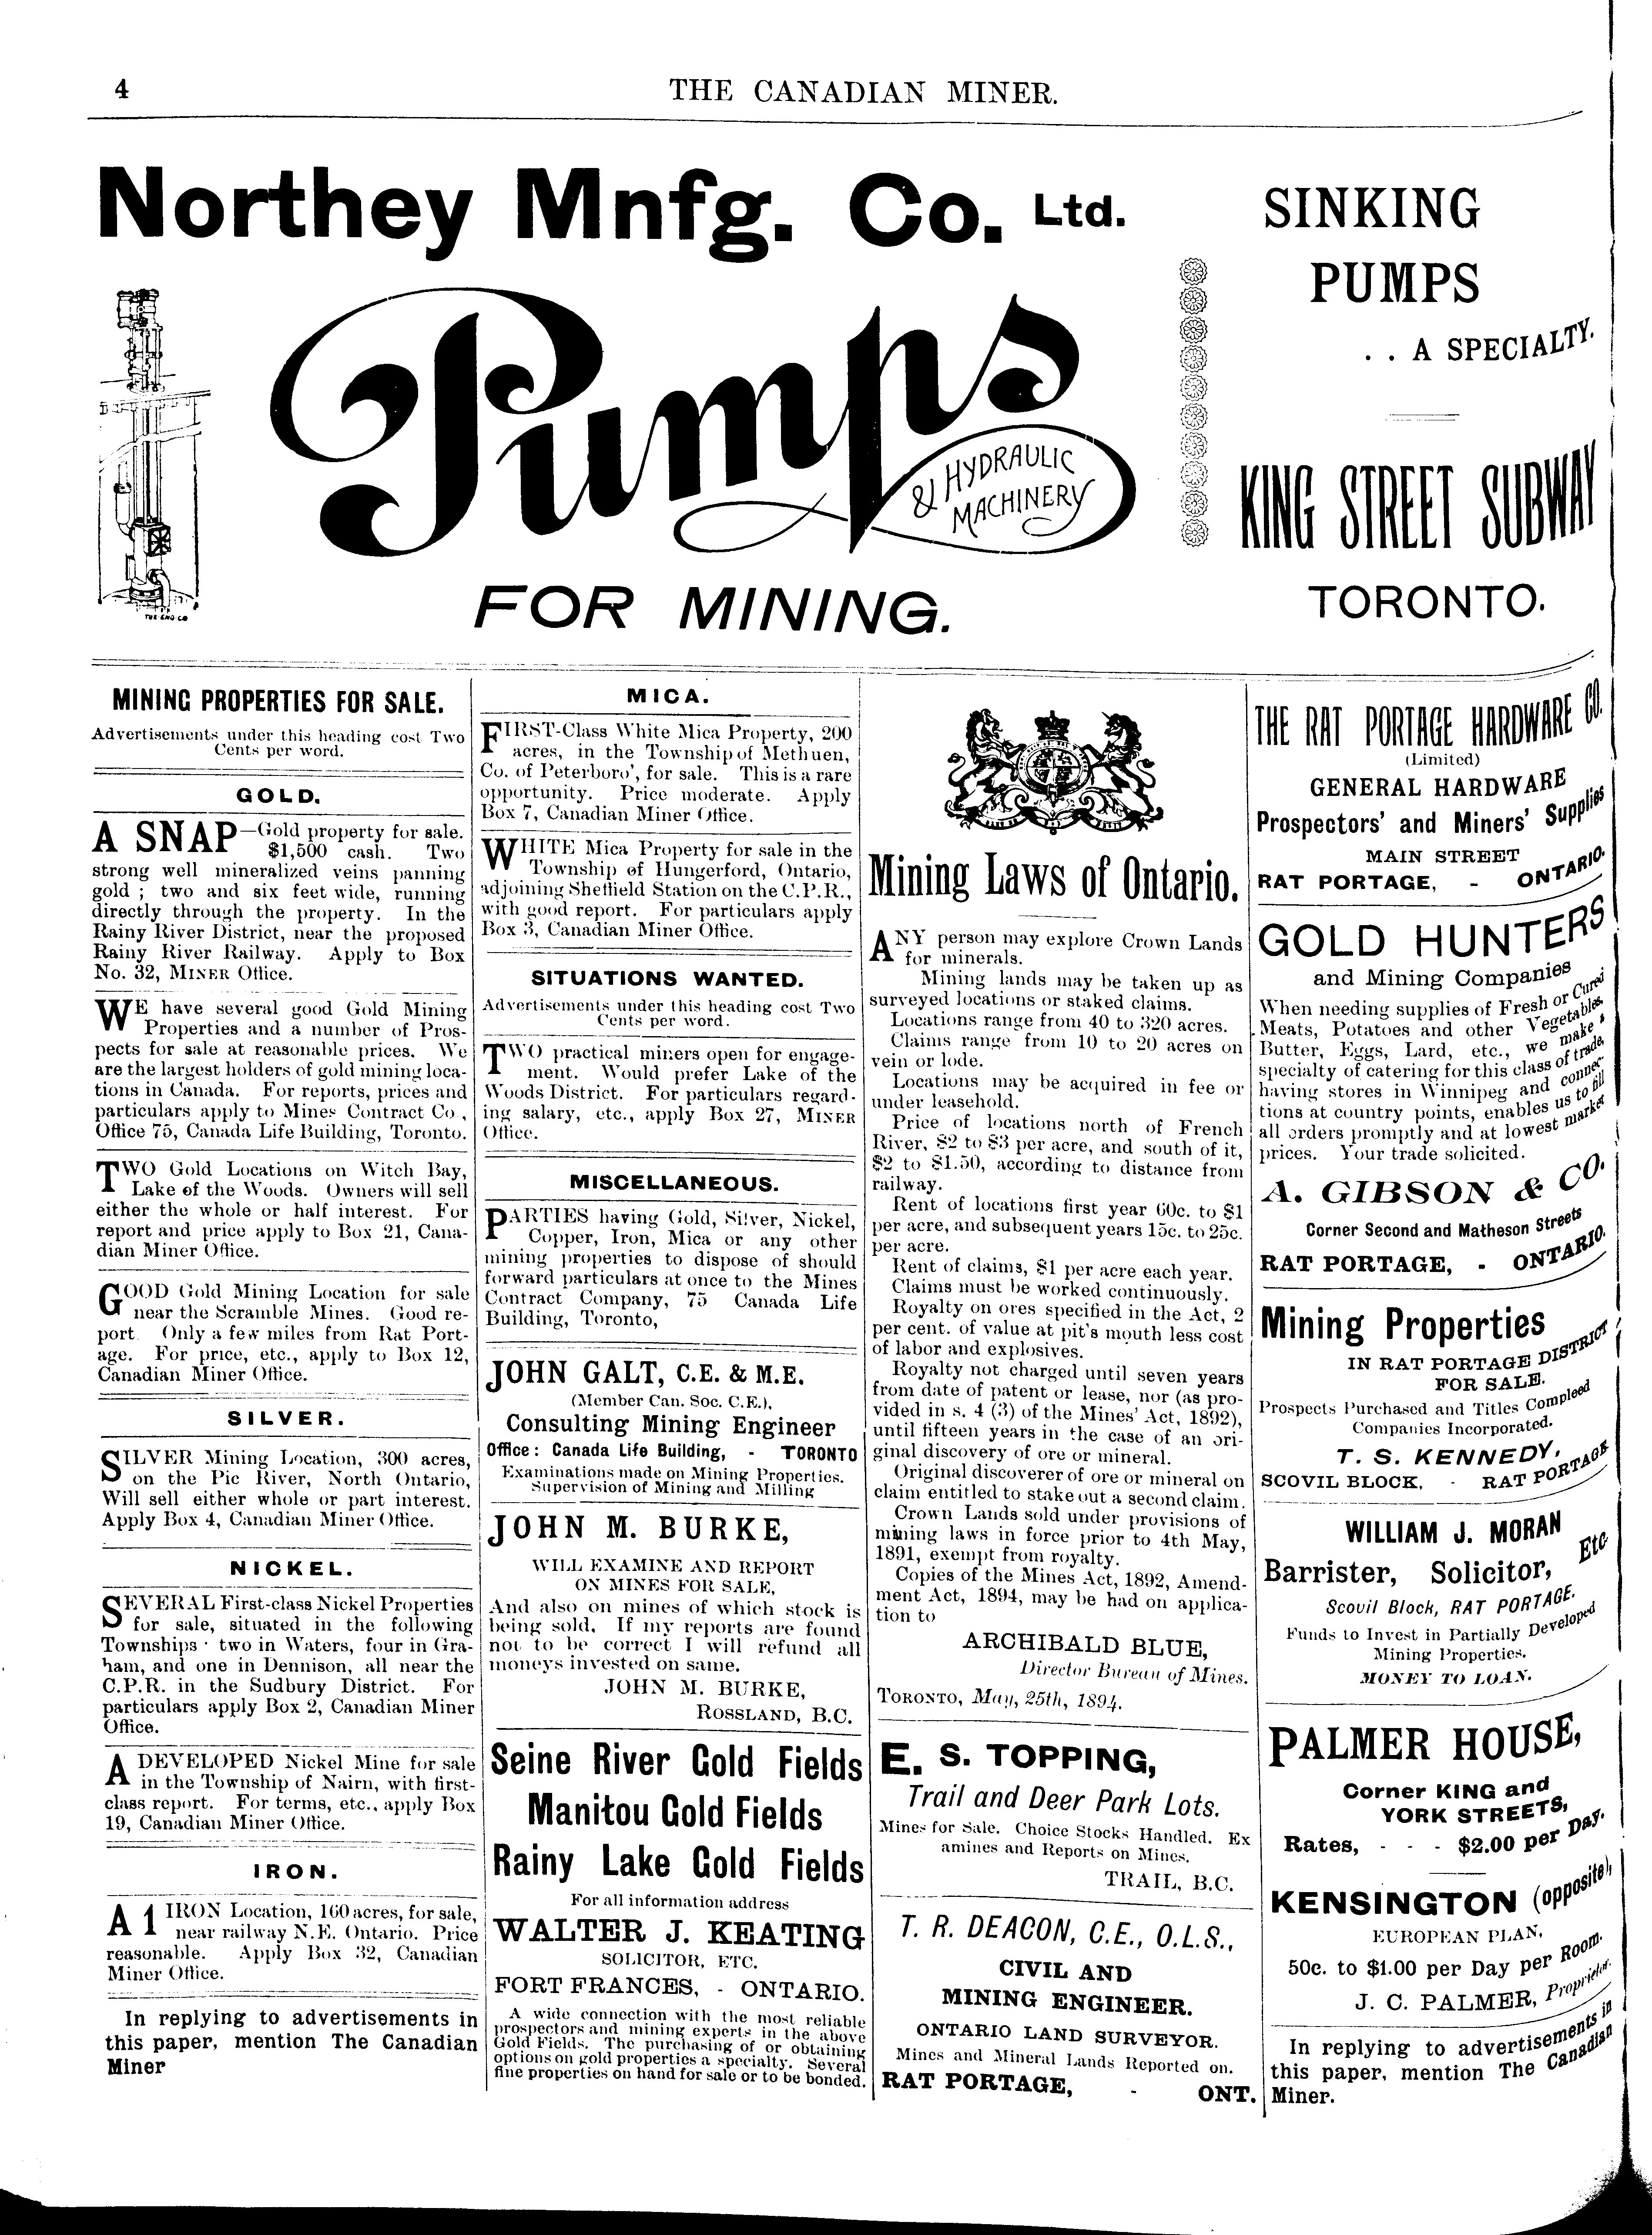 4
THE CANADIAN MINER.
Northey Mnfg. Co. Ltd.
Pumps
& HYDRAULIC
MACHINERY
FOR MINING.
THE ENG CO
SINKING
PUMPS
. . A SPECIALTY.
KING STREET SUBWAY
TORONTO.
MINING PROPERTIES FOR SALE.
Advertisements under this heading cost Two
Cents per word.
GOLD.
A SNAP—Gold property for sale.
$1,500 cash. Two
strong well mineralized veins panning
gold ; two and six feet wide, running
directly through the property. In the
Rainy River District, near the proposed
Rainy River Railway. Apply to Box
No. 32, MINER Office.
WE have several good Gold Mining
Properties and a number of Pros-
pects for sale at reasonable prices. We
are the largest holders of gold mining loca-
tions in Canada. For reports, prices and
particulars apply to Mines Contract Co.,
Office 75, Canada Life Building, Toronto.
TWO Gold Locations on Witch Bay,
Lake of the Woods. Owners will sell
either the whole or half interest. For
report and price apply to Box 21, Cana-
dian Miner Office.
GOOD Gold Mining Location for sale
near the Scramble Mines. Good re-
port Only a few miles from Rat Port-
age. For price, etc., apply to Box 12,
Canadian Miner Office.
SILVER.
SILVER Mining Location, 300 acres,
on the Pic River, North Ontario,
Will sell either whole or part interest.
Apply Box 4, Canadian Miner Office.
NICKEL.
SEVERAL First-class Nickel Properties
for sale, situated in the following
Townships · two in Waters, four in Gra-
ham, and one in Dennison, all near the
C.P.R. in the Sudbury District. For
particulars apply Box 2, Canadian Miner
Office.
A DEVELOPED Nickel Mine for sale
in the Township of Nairn, with first-
class report. For terms, etc., apply Box
19, Canadian Miner Office.
IRON.
A 1 IRON Location, 160 acres, for sale,
near railway N.E. Ontario. Price
reasonable. Apply Box 32, Canadian
Miner Office.
In replying to advertisements in
this paper, mention The Canadian
Miner
MICA.
FIRST-Class White Mica Property, 200
acres, in the Township of Methuen,
Co. of Peterboro', for sale. This is a rare
opportunity. Price moderate. Apply
Box 7, Canadian Miner Office.
WHITE Mica Property for sale in the
Township of Hungerford, Ontario,
adjoining Sheffield Station on the C.P.R.,
with good report. For particulars apply
Box 3, Canadian Miner Office.
SITUATIONS WANTED.
Advertisements under this heading cost Two
Cents per word.
TWO practical miners open for engage-
ment. Would prefer Lake of the
Woods District. For particulars regard-
ing salary, etc., apply Box 27, MINER
Office.
MISCELLANEOUS.
PARTIES having Gold, Silver, Nickel,
Copper, Iron, Mica or any other
mining properties to dispose of should
forward particulars at once to the Mines
Contract Company, 75 Canada Life
Building, Toronto,
JOHN GALT, C.E. & M.E.
(Member Can. Soc. C.E.),
Consulting Mining Engineer
Office: Canada Life Building, - TORONTO
Examinations made on Mining Properties.
Supervision of Mining and Milling
JOHN M. BURKE,
WILL EXAMINE AND REPORT
ON MINES FOR SALE,
And also on mines of which stock is
being sold. If my reports are found
not to be correct I will refund all
moneys invested on same.
JOHN M. BURKE,
ROSSLAND, B.C.
Seine River Gold Fields
Manitou Gold Fields
Rainy Lake Gold Fields
For all information address
WALTER J. KEATING
SOLICITOR, ETC.
FORT FRANCES, - ONTARIO.
A wide connection with the most reliable
prospectors and mining experts in the above
Gold Fields. The purchasing of or obtaining
options on gold properties a specialty. Several
fine properties on hand for sale or to be bonded.
Mining Laws of Ontario.
ANY person may explore Crown Lands
for minerals.
Mining lands may be taken up as
surveyed locations or staked claims.
Locations range from 40 to 320 acres.
Claims range from 10 to 20 acres on
vein or lode.
Locations may be acquired in fee or
under leasehold.
Price of locations north of French
River, $2 to $3 per acre, and south of it,
$2 to $1.50, according to distance from
railway.
Rent of locations first year 60c. to $1
per acre, and subsequent years 15c. to 25c.
per acre.
Rent of claims, $1 per acre each year.
Claims must be worked continuously.
Royalty on ores specified in the Act, 2
per cent. of value at pit's mouth less cost
of labor and explosives.
Royalty not charged until seven years
from date of patent or lease, nor (as pro-
vided in s. 4 (3) of the Mines' Act, 1892),
until fifteen years in the case of an ori-
ginal discovery of ore or mineral.
Original discoverer of ore or mineral on
claim entitled to stake out a second claim.
Crown Lands sold under provisions of
mining laws in force prior to 4th May,
1891, exempt from royalty.
Copies of the Mines Act, 1892, Amend-
ment Act, 1894, may be had on applica-
tion to
ARCHIBALD BLUE,
Director Bureau of Mines.
TORONTO, May, 25th, 1894.
E. S. TOPPING,
Trail and Deer Park Lots.
Mines for Sale. Choice Stocks Handled. Ex
amines and Reports on Mines.
TRAIL, B.C.
T. R. DEACON, C.E., O.L.S.,
CIVIL AND
MINING ENGINEER.
ONTARIO LAND SURVEYOR.
Mines and Mineral Lands Reported on.
RAT PORTAGE, - ONT.
THE RAT PORTAGE HARDWARE CO.
(Limited)
GENERAL HARDWARE
Prospectors' and Miners' Supplies
MAIN STREET
RAT PORTAGE, - ONTARIO.
GOLD HUNTERS
and Mining Companies
When needing supplies of Fresh or Cured
Meats, Potatoes and other Vegetables,
Butter, Eggs, Lard, etc., we make a
specialty of catering for this class of trade,
having stores in Winnipeg and connec-
tions at country points, enables us to fill
all orders promptly and at lowest market
prices. Your trade solicited.
A. GIBSON & CO.
Corner Second and Matheson Streets
RAT PORTAGE, - ONTARIO.
Mining Properties
IN RAT PORTAGE DISTRICT
FOR SALE.
Prospects Purchased and Titles Compleed
Companies Incorporated.
T. S. KENNEDY,
SCOVIL BLOCK, - RAT PORTAGE
WILLIAM J. MORAN
Barrister, Solicitor, Etc
Scovil Block, RAT PORTAGE.
Funds to Invest in Partially Developed
Mining Properties.
MONEY TO LOAN.
PALMER HOUSE,
Corner KING and
YORK STREETS,
Rates, - - - $2.00 per Day.
KENSINGTON (opposite),
EUROPEAN PLAN,
50c. to $1.00 per Day per Room.
J. C. PALMER, Proprietor.
In replying to advertisements in
this paper, mention The Canadian
Miner.